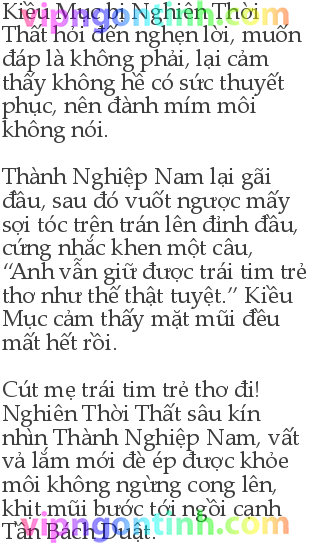 Kiều Mục bị Nghiên Thời
vipngontinh.com
Thất hỏi đến nghẹn lời, muốn
đáp là không phải, lại cảm
thấy không hề có sức thuyết
phục, nên đành mím môi
không nói.
Thành Nghiệp Nam lại gãi
đầu, sau đó vuốt ngược mấy
sợi tóc trên trán lên đỉnh đầu,
cứng nhắc khen một câu,
“Anh vẫn giữ được trái tim trẻ
thơ như thế thật tuyệt.” Kiều
Mục cảm thấy mặt mũi đều
mất hết rồi.
Cút mẹ trái tim trẻ thơ đi!
Nghiên Thời Thất sâu kín
nhìn Thành Nghiệp Nam, vất
vả lắm mới đè ép được khỏe
môi không ngừng cong lên,
khịt mũi bước tới ngồi cạnh
vipngontinh.com
Tần Bách Duật.